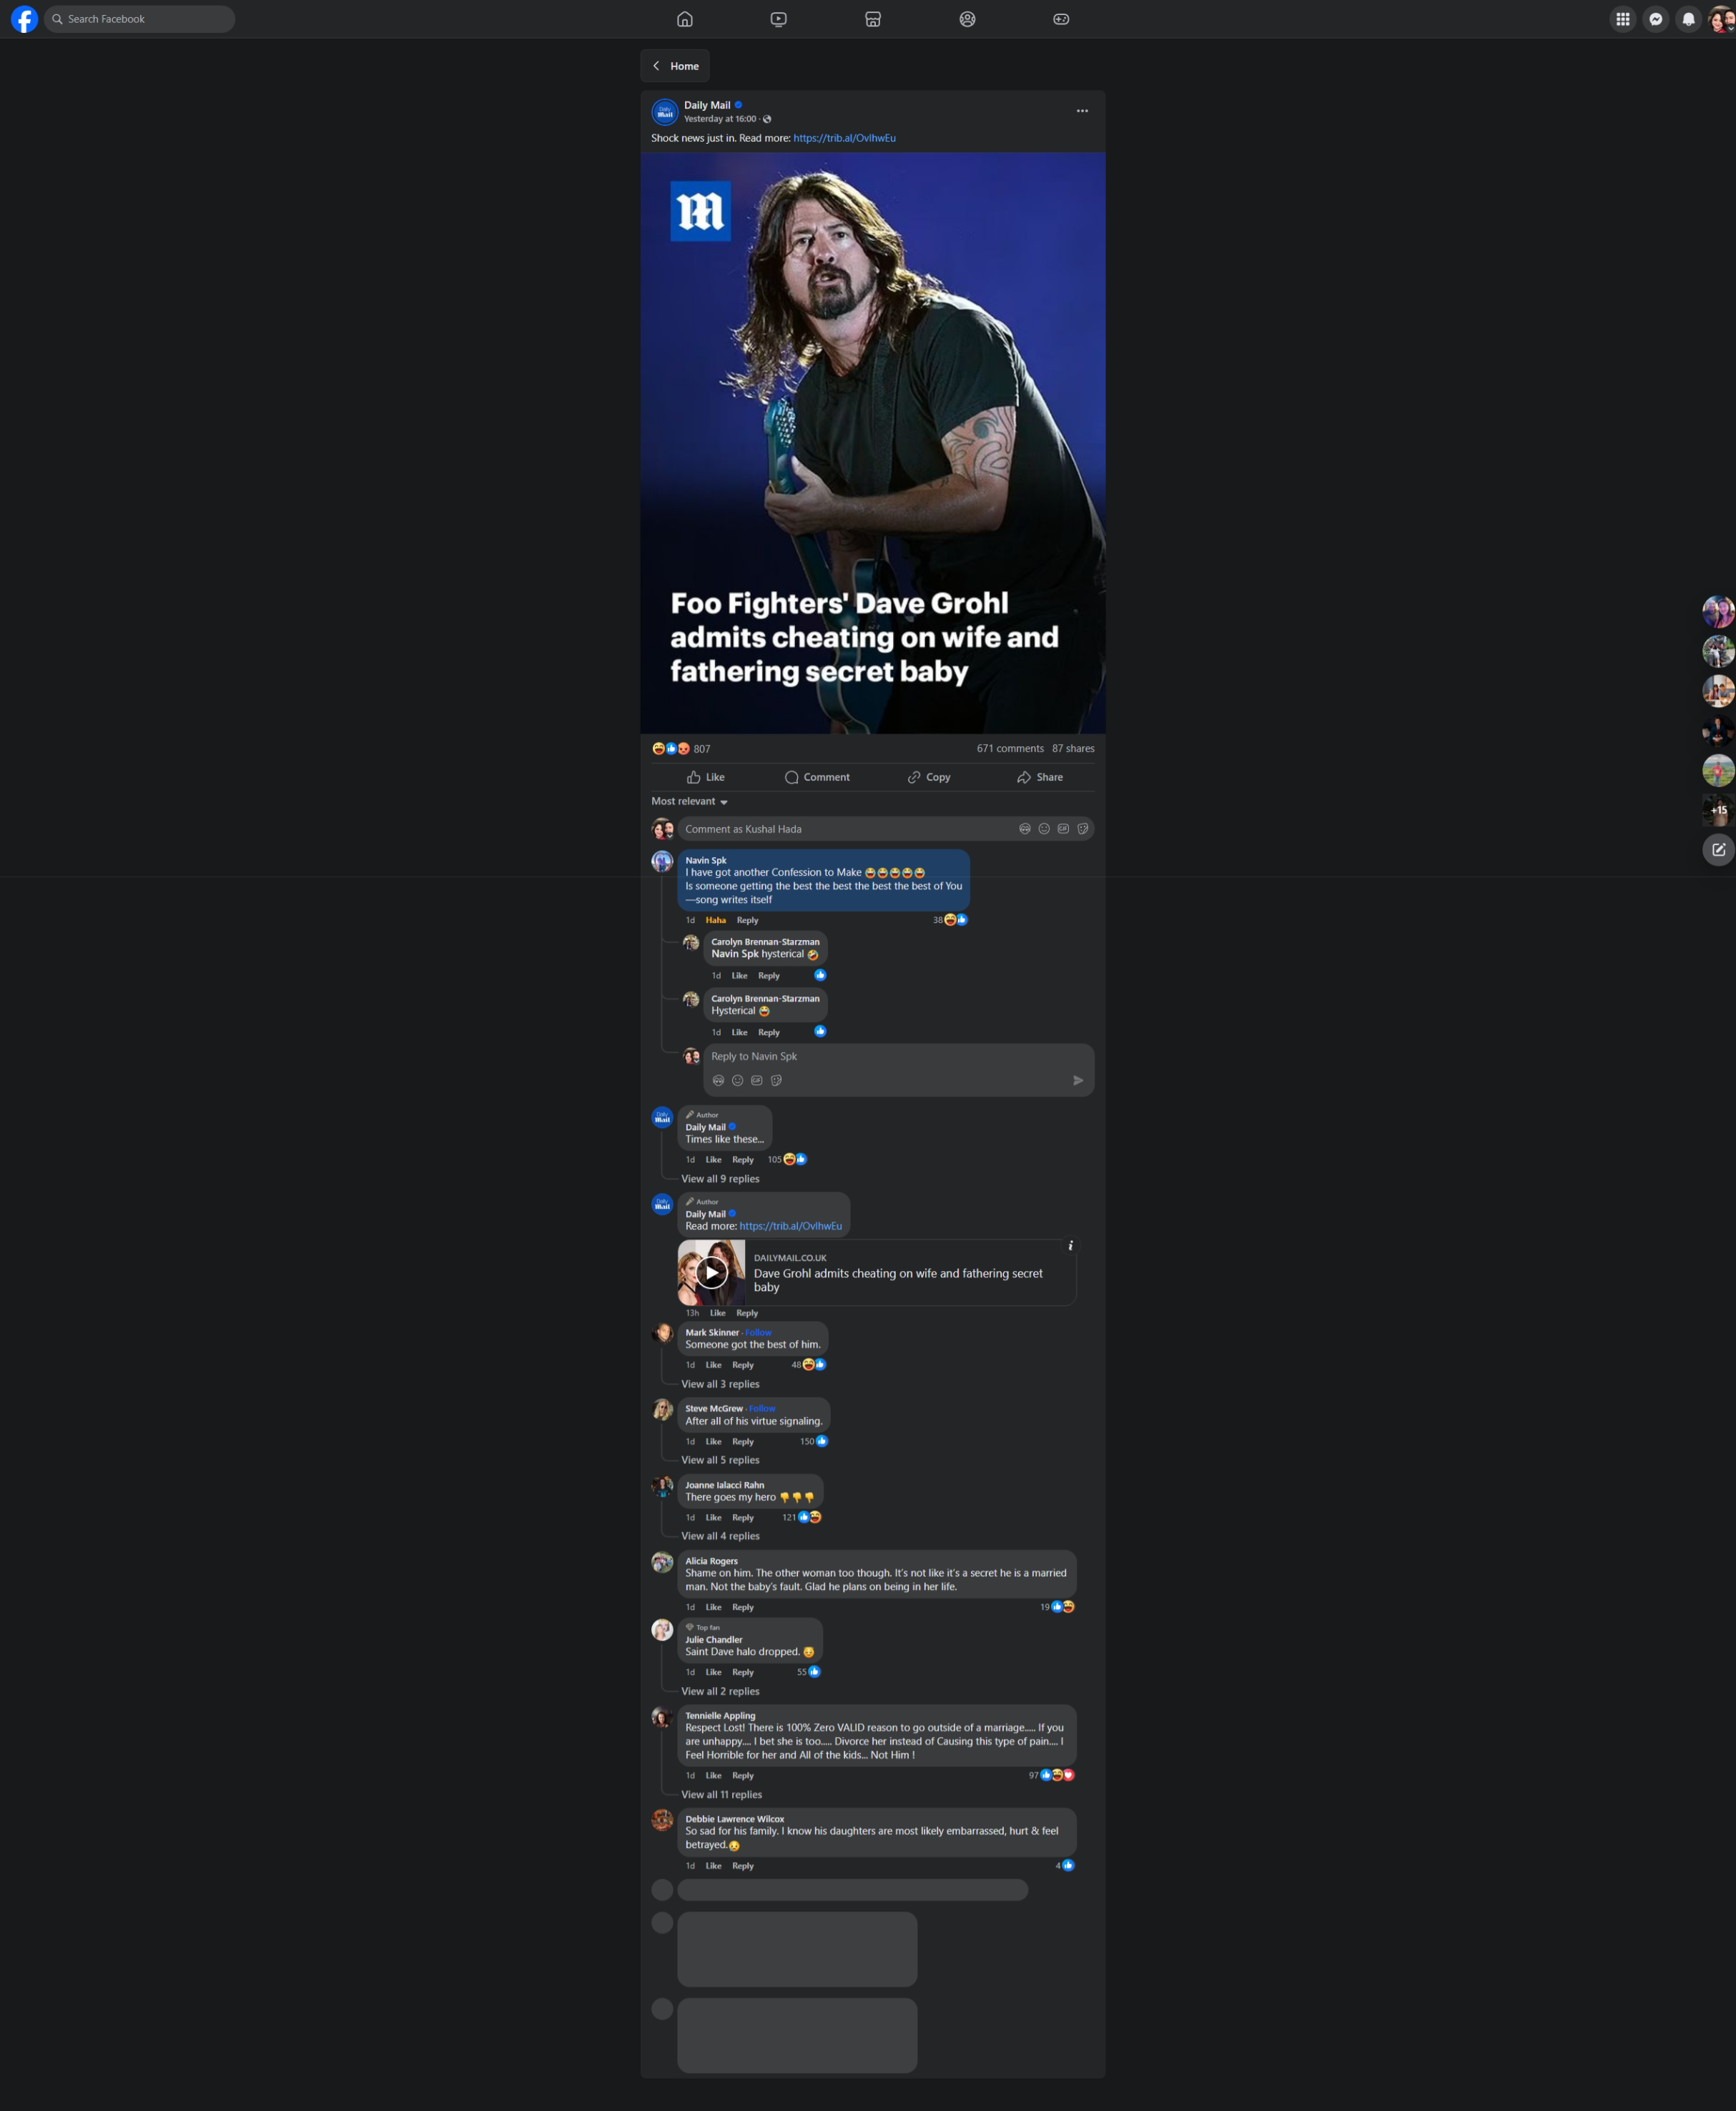 Search Facebook
Home
Daily Mail
Yesterday at 16:00 ·
Shock news just in. Read more: https://trib.al/OvIhwEu
Foo Fighters' Dave Grohl
admits cheating on wife and
fathering secret baby
807
671 comments 87 shares
Like Comment Copy Share
Most relevant
Comment as Kushal Hada
Navin Spk
I have got another Confession to Make 😂😂😂😂😂
Is someone getting the best the best the best the best of You
—song writes itself
1d Haha Reply 38
Carolyn Brennan-Starzman
Navin Spk hysterical 🤣
1d Like Reply
Carolyn Brennan-Starzman
Hysterical 😂
1d Like Reply
Reply to Navin Spk
Author
Daily Mail
Times like these...
1d Like Reply 105
View all 9 replies
Author
Daily Mail
Read more: https://trib.al/OvIhwEu
DAILYMAIL.CO.UK
Dave Grohl admits cheating on wife and fathering secret
baby
13h Like Reply
Mark Skinner · Follow
Someone got the best of him.
1d Like Reply 48
View all 3 replies
Steve McGrew · Follow
After all of his virtue signaling.
1d Like Reply 150
View all 5 replies
Joanne Ialacci Rahn
There goes my hero 👎👎👎
1d Like Reply 121
View all 4 replies
Alicia Rogers
Shame on him. The other woman too though. It's not like it's a secret he is a married
man. Not the baby's fault. Glad he plans on being in her life.
1d Like Reply 19
Top fan
Julie Chandler
Saint Dave halo dropped. 😇
1d Like Reply 55
View all 2 replies
Tennielle Appling
Respect Lost! There is 100% Zero VALID reason to go outside of a marriage..... If you
are unhappy.... I bet she is too..... Divorce her instead of Causing this type of pain.... I
Feel Horrible for her and All of the kids... Not Him !
1d Like Reply 97
View all 11 replies
Debbie Lawrence Wilcox
So sad for his family. I know his daughters are most likely embarrassed, hurt & feel
betrayed.😢
1d Like Reply 4
+15